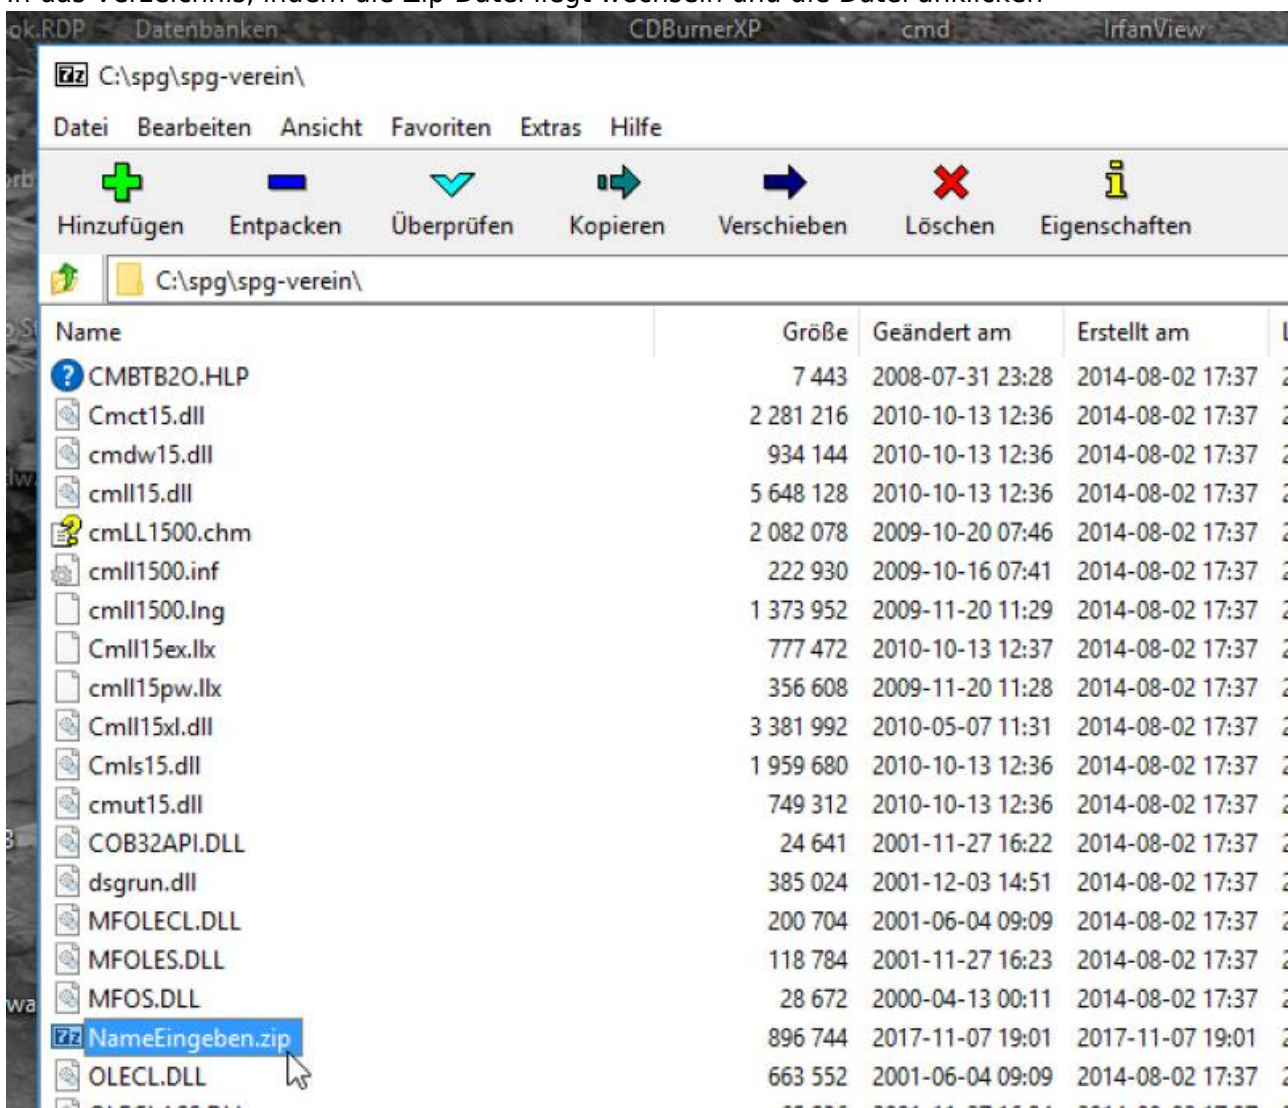 in das Verzeichnis, indem die Zip-Datei liegt wechseln und die Datei anklicken
ok.RDP Datenbanken CDBurnerXP cmd IrfanView
C:\spg\spg-verein\
Datei Bearbeiten Ansicht Favoriten Extras Hilfe
Hinzufügen Entpacken Überprüfen Kopieren Verschieben Löschen Eigenschaften
C:\spg\spg-verein\
Name Größe Geändert am Erstellt am
CMBTB2O.HLP 7 443 2008-07-31 23:28 2014-08-02 17:37
Cmct15.dll 2 281 216 2010-10-13 12:36 2014-08-02 17:37
cmdw15.dll 934 144 2010-10-13 12:36 2014-08-02 17:37
cmll15.dll 5 648 128 2010-10-13 12:36 2014-08-02 17:37
cmLL1500.chm 2 082 078 2009-10-20 07:46 2014-08-02 17:37
cmll1500.inf 222 930 2009-10-16 07:41 2014-08-02 17:37
cmll1500.lng 1 373 952 2009-11-20 11:29 2014-08-02 17:37
Cmll15ex.llx 777 472 2010-10-13 12:37 2014-08-02 17:37
cmll15pw.llx 356 608 2009-11-20 11:28 2014-08-02 17:37
Cmll15xl.dll 3 381 992 2010-05-07 11:31 2014-08-02 17:37
Cmls15.dll 1 959 680 2010-10-13 12:36 2014-08-02 17:37
cmut15.dll 749 312 2010-10-13 12:36 2014-08-02 17:37
COB32API.DLL 24 641 2001-11-27 16:22 2014-08-02 17:37
dsgrun.dll 385 024 2001-12-03 14:51 2014-08-02 17:37
MFOLECL.DLL 200 704 2001-06-04 09:09 2014-08-02 17:37
MFOLES.DLL 118 784 2001-11-27 16:23 2014-08-02 17:37
MFOS.DLL 28 672 2000-04-13 00:11 2014-08-02 17:37
NameEingeben.zip 896 744 2017-11-07 19:01 2017-11-07 19:01
OLECL.DLL 663 552 2001-06-04 09:09 2014-08-02 17:37